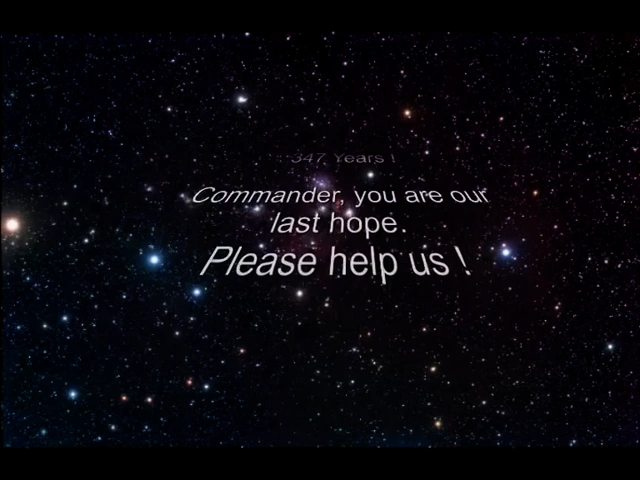 347 Years !
Commander, you are our
last hope.
Please help us !